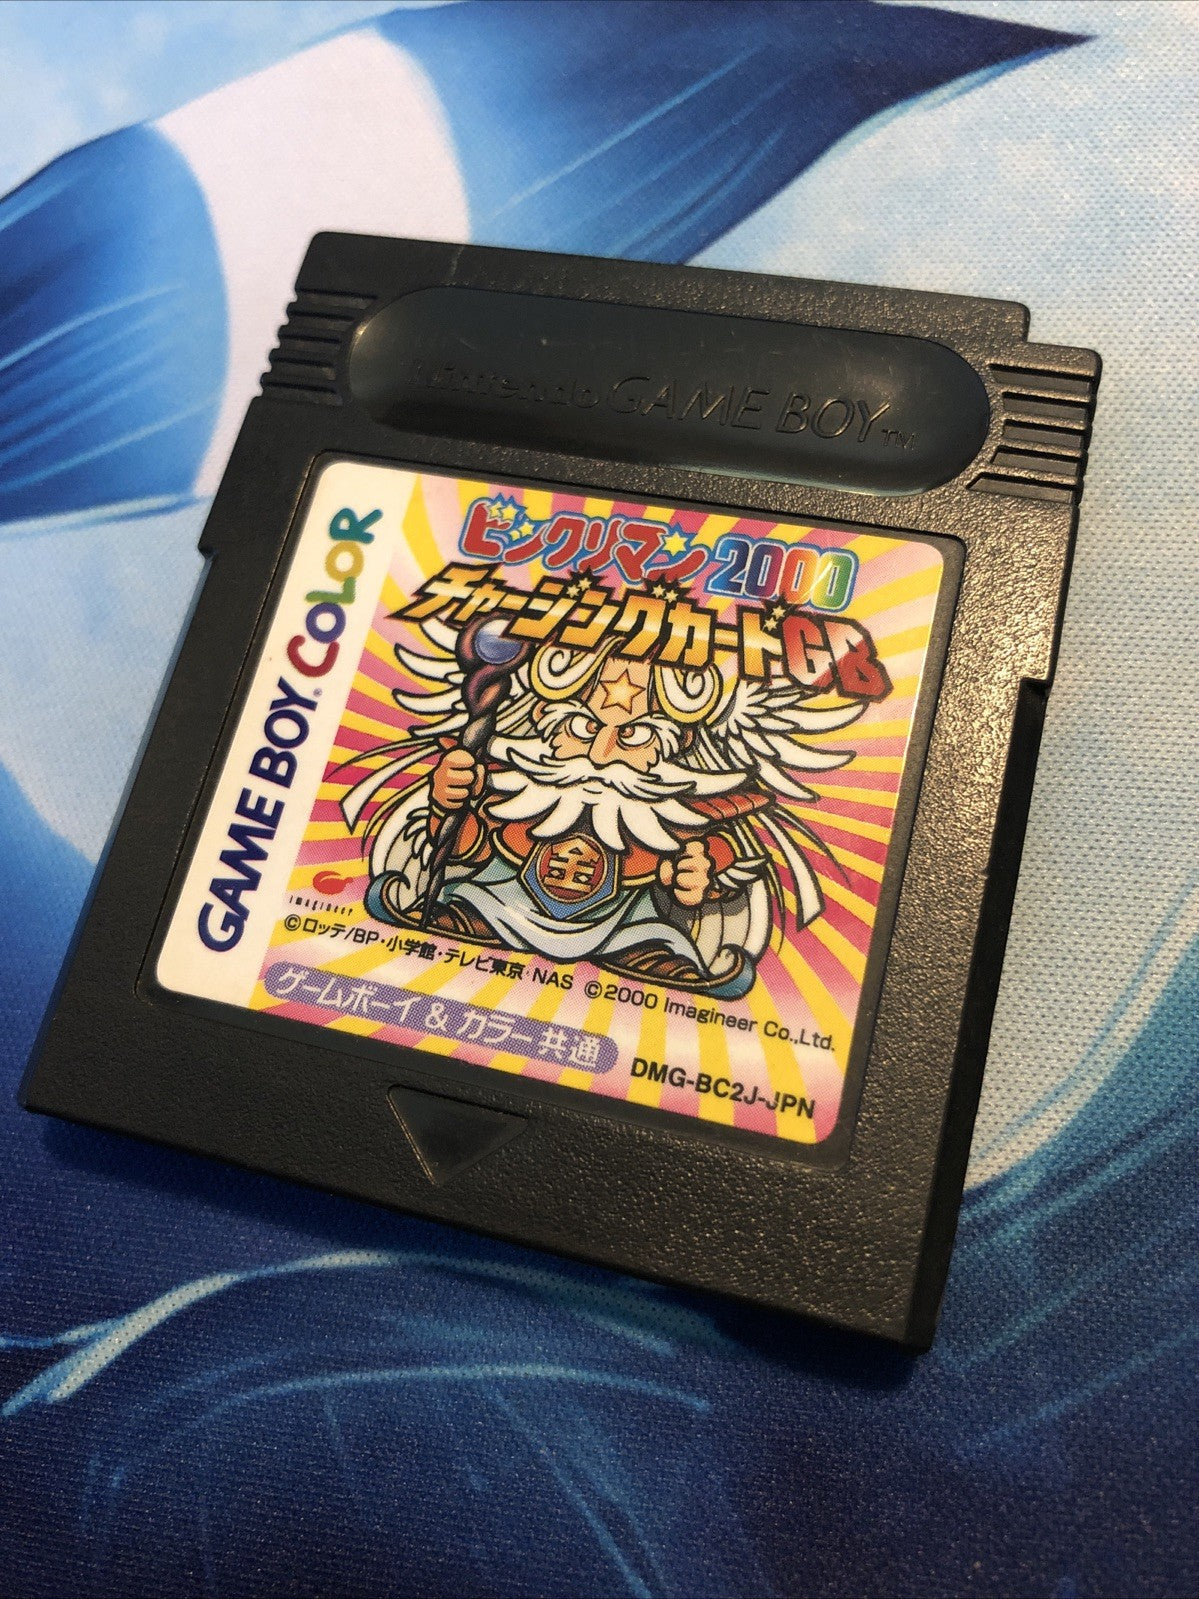 Nintendo GAME BOY™
GAME BOY® COLOR
ビックリマン2000
チャージングカードGB
金
imagineer
©ロッテ/BP・小学館・テレビ東京・NAS ©2000 Imagineer Co.,Ltd.
ゲームボーイ & カラー共通
DMG-BC2J-JPN